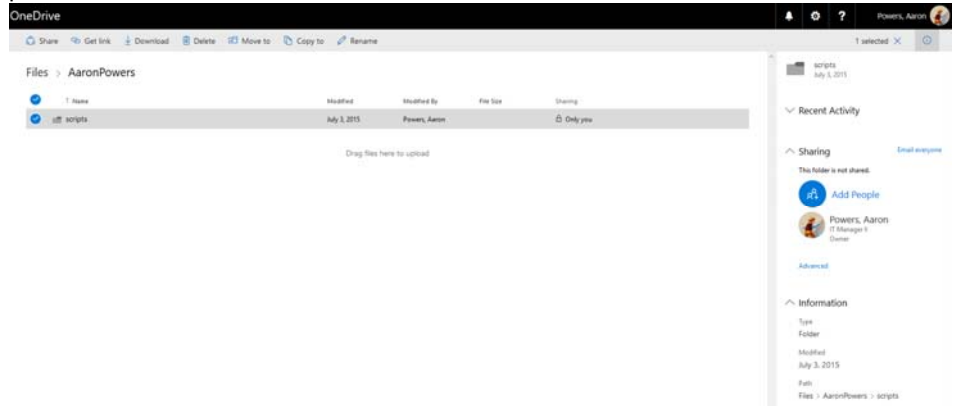 OneDrive
? Powers, Aaron
Share Get link Download Delete Move to Copy to Rename
1 selected ×
Files > AaronPowers
↑ Name Modified Modified By File Size Sharing
scripts July 3, 2015 Powers, Aaron Only you
Drag files here to upload
scripts
July 3, 2015
Recent Activity
Sharing Email everyone
This folder is not shared.
Add People
Powers, Aaron
IT Manager II
Owner
Advanced
Information
Type
Folder
Modified
July 3, 2015
Path
Files > AaronPowers > scripts